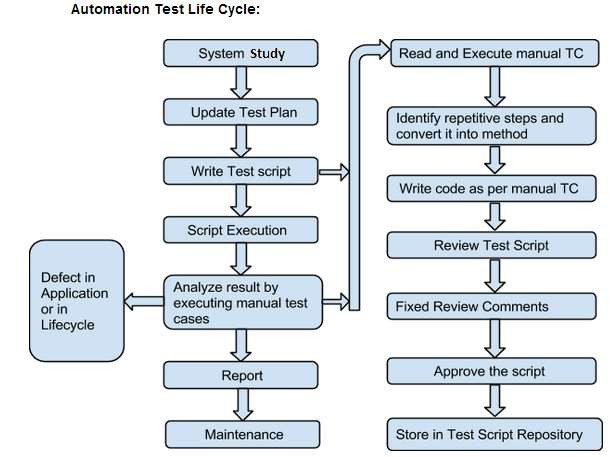 Automation Test Life Cycle:
System Study
Update Test Plan
Write Test script
Script Execution
Analyze result by
executing manual test
cases
Report
Maintenance
Defect in
Application
or in
Lifecycle
Read and Execute manual TC
Identify repetitive steps and
convert it into method
Write code as per manual TC
Review Test Script
Fixed Review Comments
Approve the script
Store in Test Script Repository